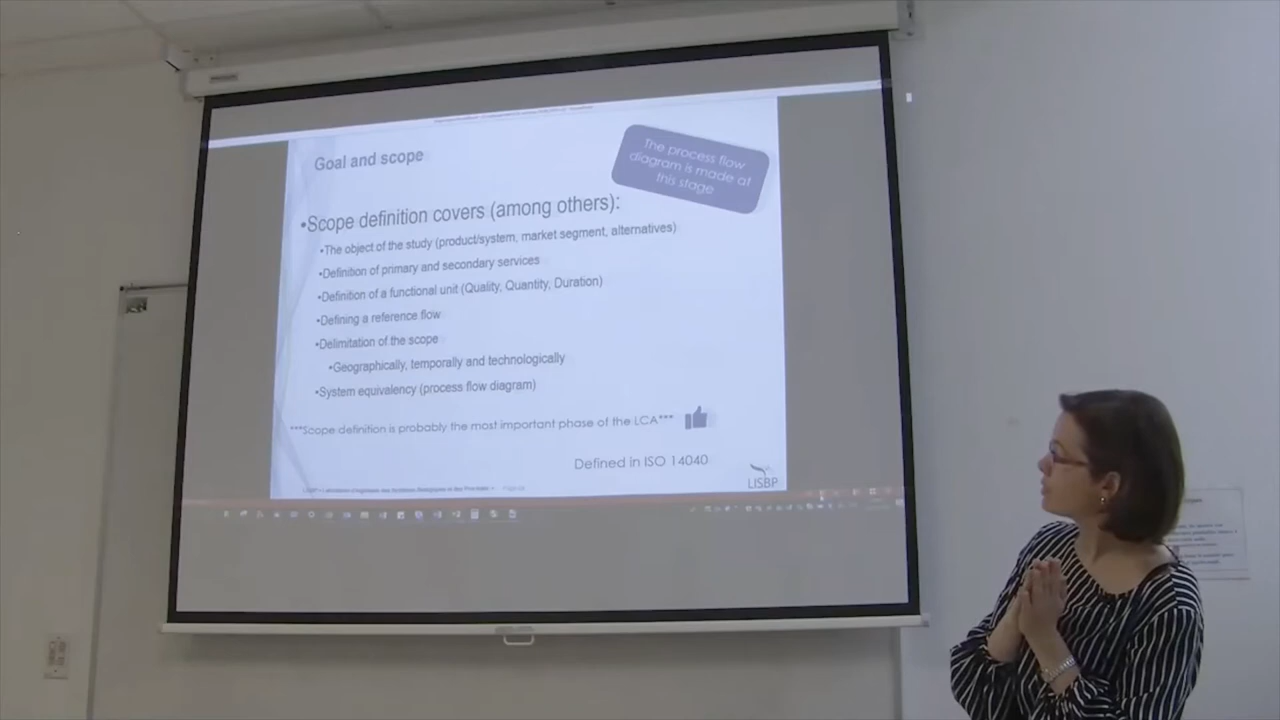 Goal and scope
The process flow
diagram is made at
this stage
•Scope definition covers (among others):
•The object of the study (product/system, market segment, alternatives)
•Definition of primary and secondary services
•Definition of a functional unit (Quality, Quantity, Duration)
•Defining a reference flow
•Delimitation of the scope
•Geographically, temporally and technologically
•System equivalency (process flow diagram)
***Scope definition is probably the most important phase of the LCA***
Defined in ISO 14040
LISBP